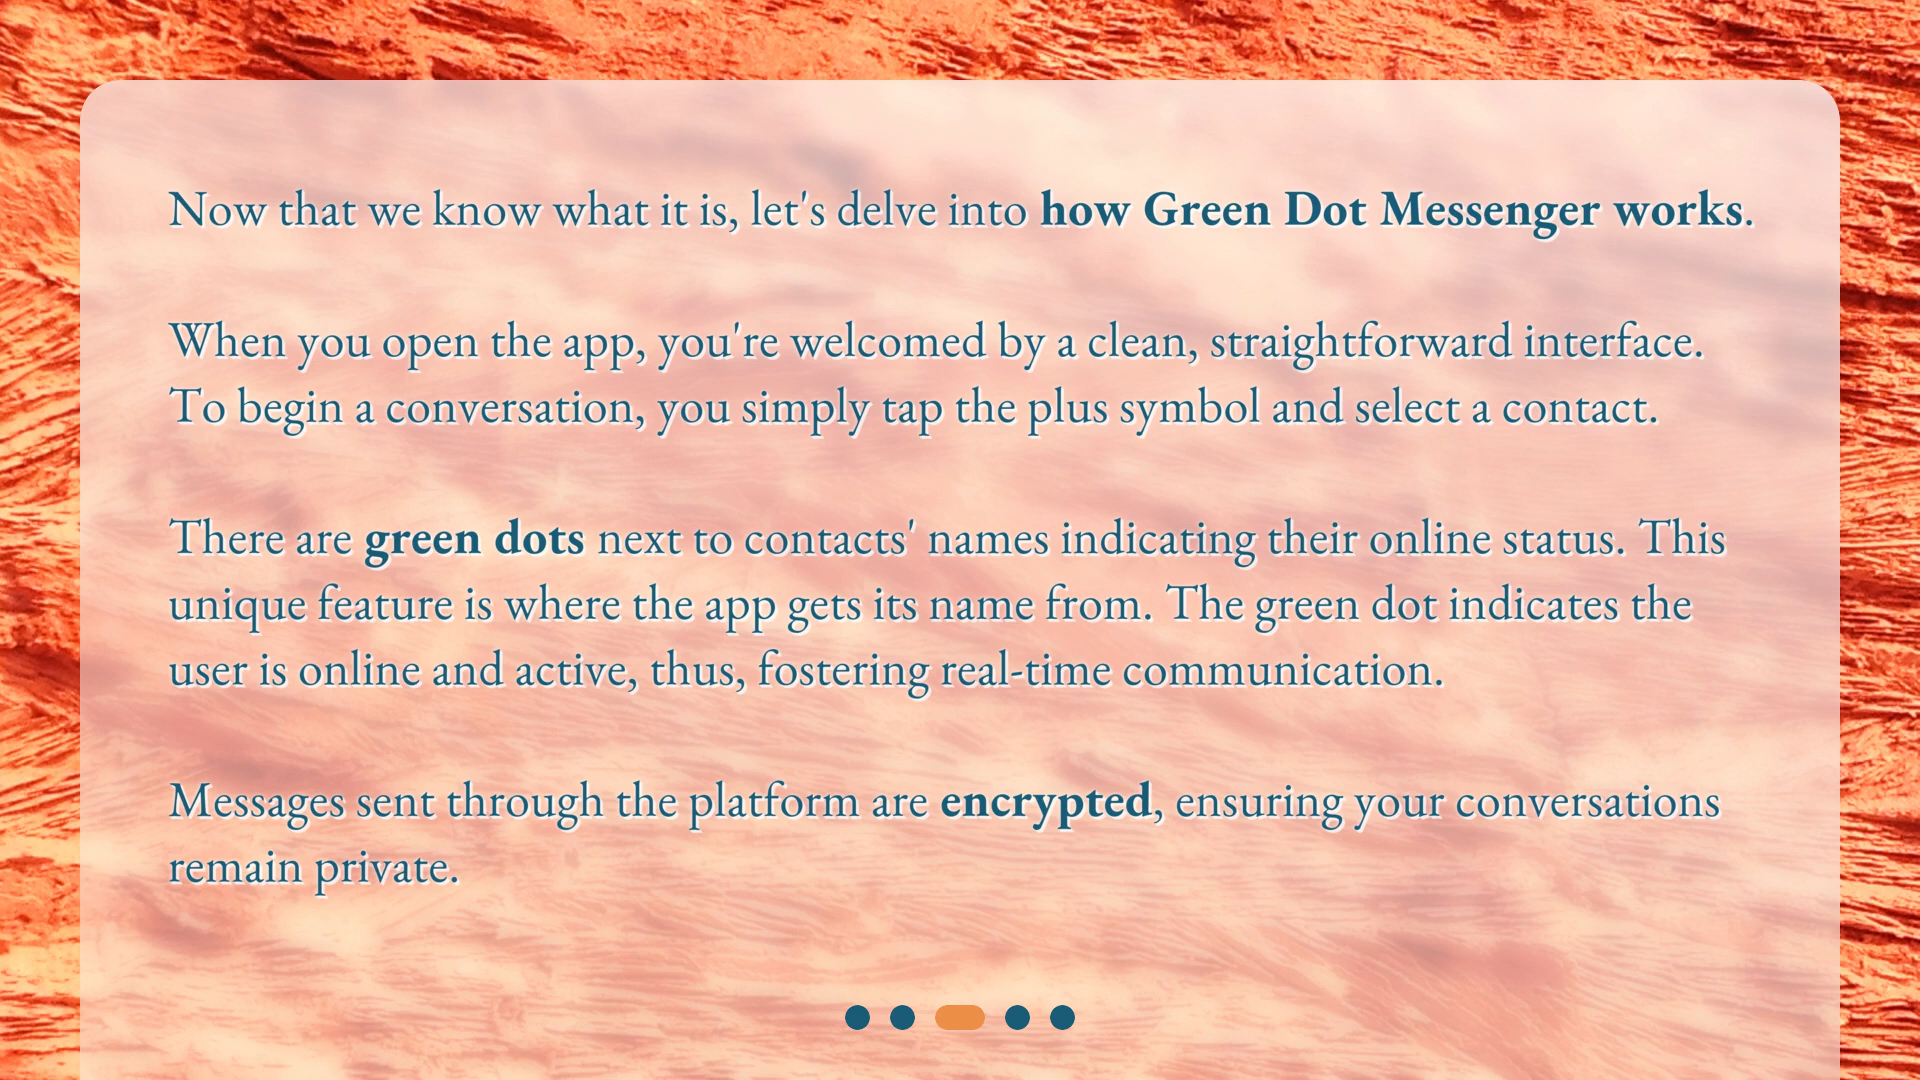 Now that we know what it is, let's delve into how Green Dot Messenger works.
When you open the app, you're welcomed by a clean, straightforward interface.
To begin a conversation, you simply tap the plus symbol and select a contact.
There are green dots next to contacts' names indicating their online status. This
unique feature is where the app gets its name from. The green dot indicates the
user is online and active, thus, fostering real-time communication.
Messages sent through the platform are encrypted, ensuring your conversations
remain private.